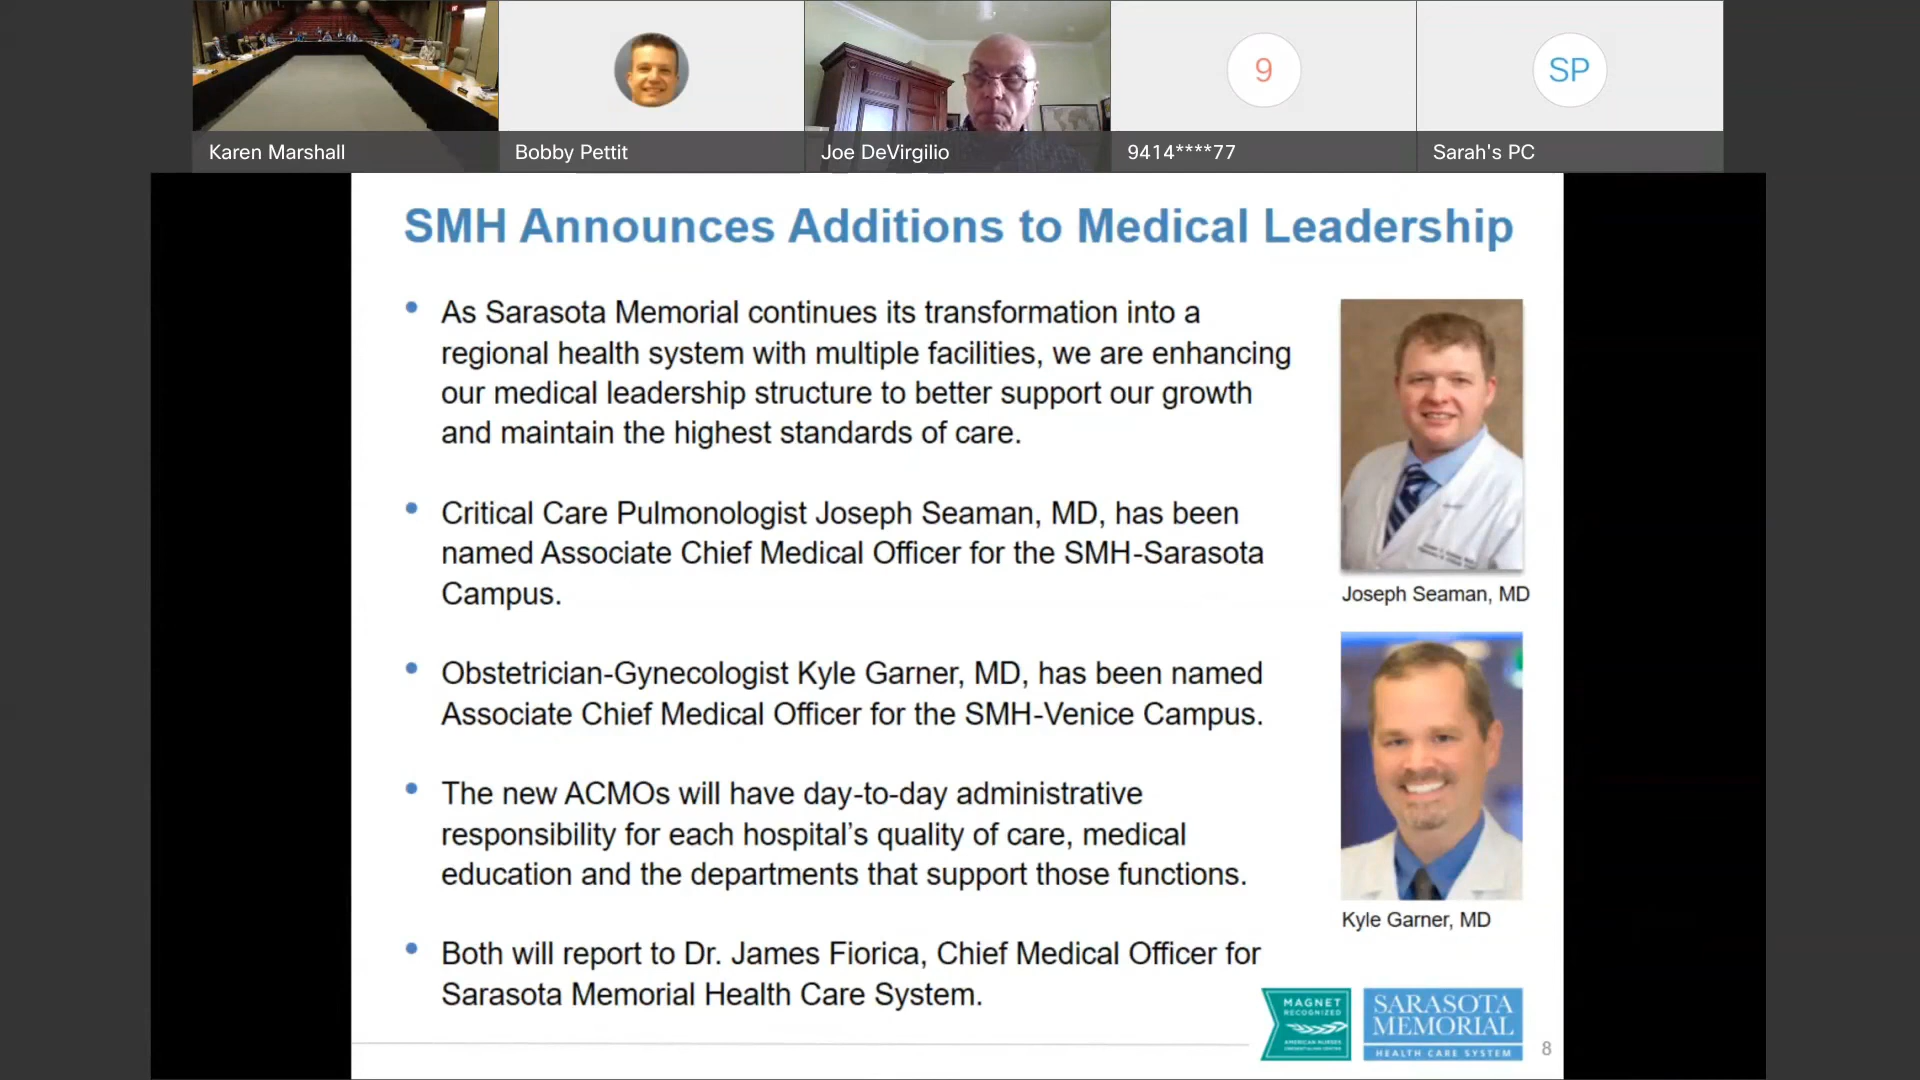 9
SP
Karen Marshall
Bobby Pettit
Joe DeVirgilio
9414****77
Sarah's PC
SMH Announces Additions to Medical Leadership
• As Sarasota Memorial continues its transformation into a
regional health system with multiple facilities, we are enhancing
our medical leadership structure to better support our growth
and maintain the highest standards of care.
• Critical Care Pulmonologist Joseph Seaman, MD, has been
named Associate Chief Medical Officer for the SMH-Sarasota
Campus.
• Obstetrician-Gynecologist Kyle Garner, MD, has been named
Associate Chief Medical Officer for the SMH-Venice Campus.
• The new ACMOs will have day-to-day administrative
responsibility for each hospital’s quality of care, medical
education and the departments that support those functions.
• Both will report to Dr. James Fiorica, Chief Medical Officer for
Sarasota Memorial Health Care System.
Joseph Seaman, MD
Kyle Garner, MD
MAGNET
RECOGNIZED
AMERICAN NURSES
CREDENTIALING CENTER
SARASOTA
MEMORIAL
HEALTH CARE SYSTEM
8